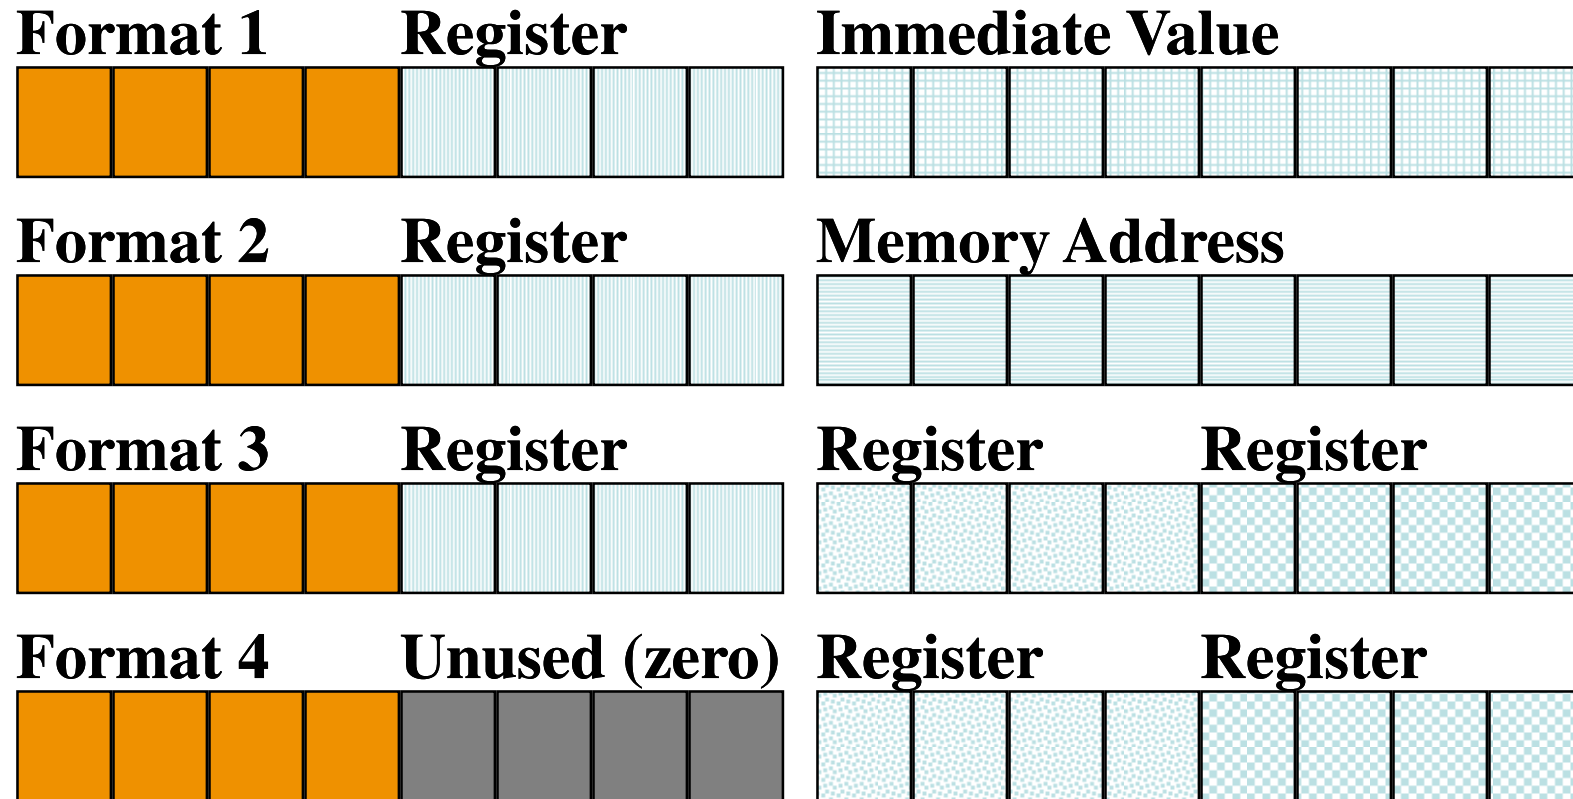 Format 1 Register Immediate Value
Format 2 Register Memory Address
Format 3 Register Register Register
Format 4 Unused (zero) Register Register